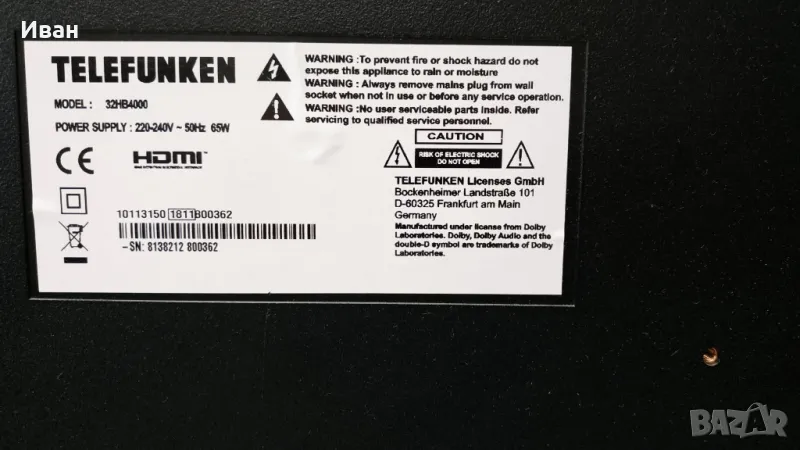 Иван
TELEFUNKEN
MODEL : 32HB4000
POWER SUPPLY : 220-240V ~ 50Hz 65W
CE HDMI™
10113150 1811B00362
-SN: 8138212 800362
WARNING :To prevent fire or shock hazard do not
expose this appliance to rain or moisture
WARNING : Always remove mains plug from wall
socket when not in use or before any service operation.
WARNING :No user serviceable parts inside. Refer
servicing to qualified service personnel.
CAUTION
RISK OF ELECTRIC SHOCK
DO NOT OPEN
TELEFUNKEN Licenses GmbH
Bockenheimer Landstraße 101
D-60325 Frankfurt am Main
Germany
Manufactured under license from Dolby
Laboratories. Dolby, Dolby Audio and the
double-D symbol are trademarks of Dolby
Laboratories.
BAZAR